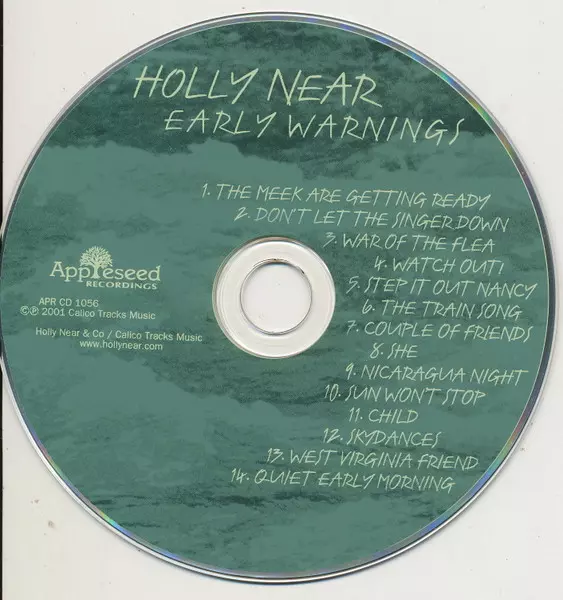 HOLLY NEAR
EARLY WARNINGS
1. THE MEEK ARE GETTING READY
2. DON'T LET THE SINGER DOWN
3. WAR OF THE FLEA
4. WATCH OUT!
5. STEP IT OUT NANCY
6. THE TRAIN SONG
7. COUPLE OF FRIENDS
8. SHE
9. NICARAGUA NIGHT
10. SUN WON'T STOP
11. CHILD
12. SKYDANCES
13. WEST VIRGINIA FRIEND
14. QUIET EARLY MORNING
Appleseed
RECORDINGS
APR CD 1056
©℗ 2001 Calico Tracks Music
Holly Near & Co / Calico Tracks Music
www.hollynear.com